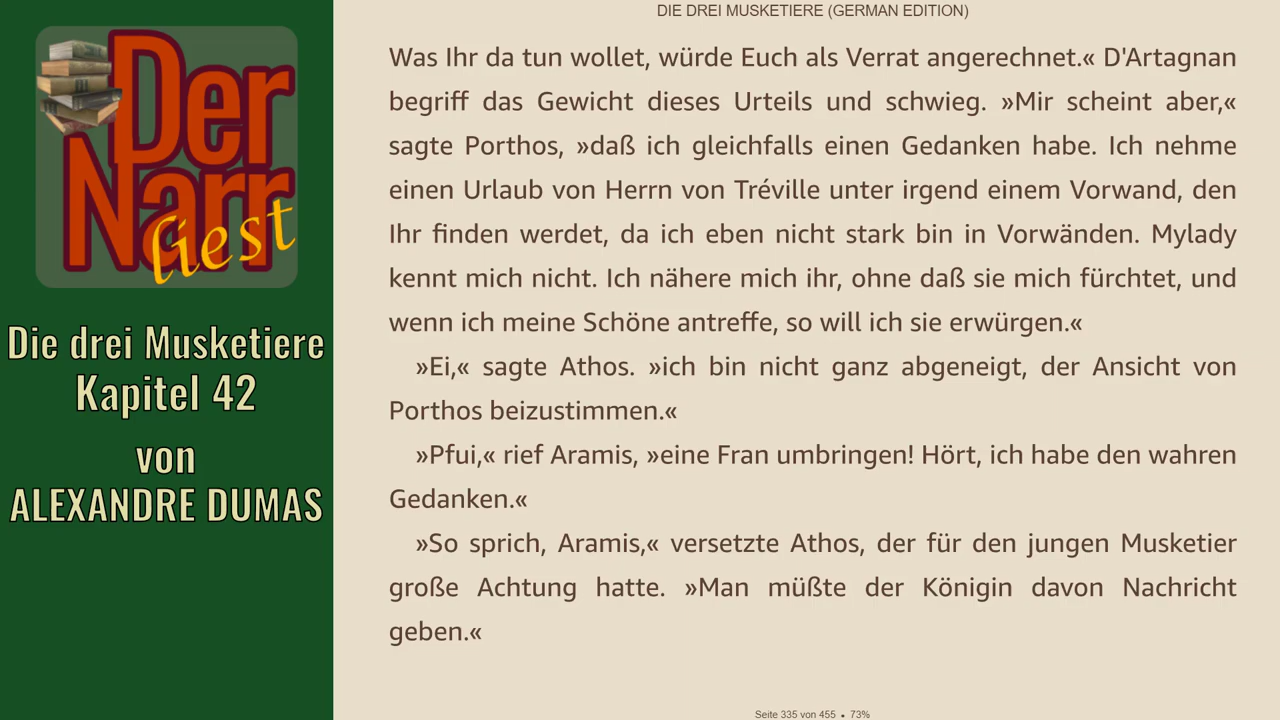 Der
Narr
liest
Die drei Musketiere
Kapitel 42
von
ALEXANDRE DUMAS
DIE DREI MUSKETIERE (GERMAN EDITION)
Was Ihr da tun wollet, würde Euch als Verrat angerechnet.« D'Artagnan
begriff das Gewicht dieses Urteils und schwieg. »Mir scheint aber,«
sagte Porthos, »daß ich gleichfalls einen Gedanken habe. Ich nehme
einen Urlaub von Herrn von Tréville unter irgend einem Vorwand, den
Ihr finden werdet, da ich eben nicht stark bin in Vorwänden. Mylady
kennt mich nicht. Ich nähere mich ihr, ohne daß sie mich fürchtet, und
wenn ich meine Schöne antreffe, so will ich sie erwürgen.«
»Ei,« sagte Athos. »ich bin nicht ganz abgeneigt, der Ansicht von
Porthos beizustimmen.«
»Pfui,« rief Aramis, »eine Fran umbringen! Hört, ich habe den wahren
Gedanken.«
»So sprich, Aramis,« versetzte Athos, der für den jungen Musketier
große Achtung hatte. »Man müßte der Königin davon Nachricht
geben.«
Seite 335 von 455 • 73%